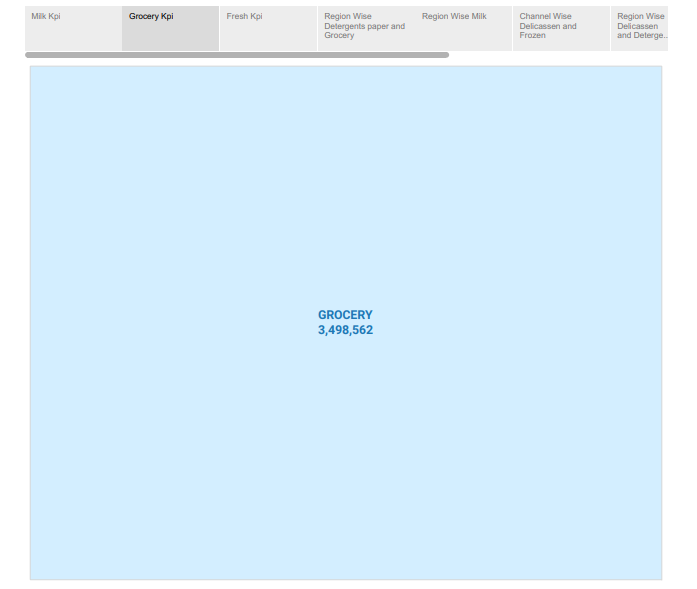 Milk Kpi
Grocery Kpi
Fresh Kpi
Region Wise
Detergents paper and
Grocery
Region Wise Milk
Channel Wise
Delicassen and
Frozen
Region Wise
Delicassen
and Deterge..
GROCERY
3,498,562